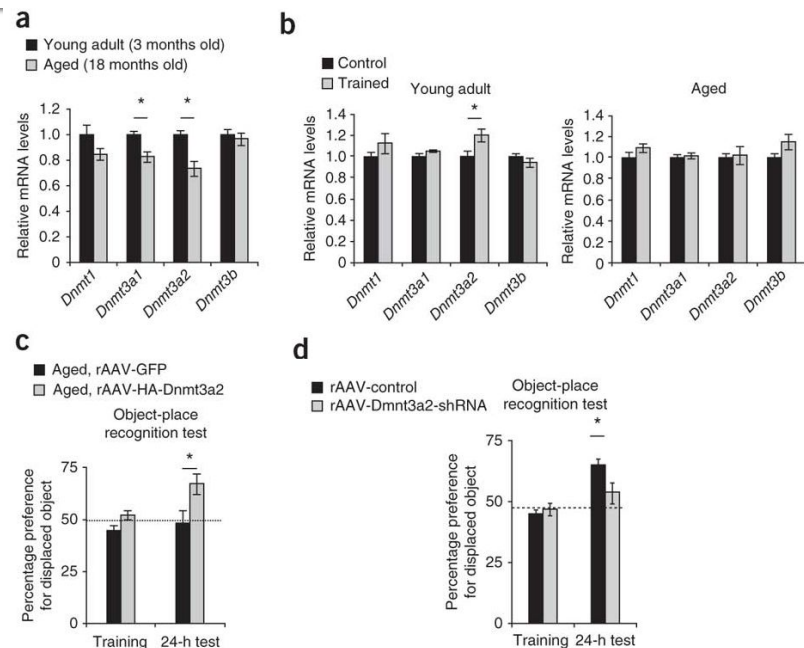 a
Young adult (3 months old)
Aged (18 months old)
*
*
Relative mRNA levels
1.2
1.0
0.8
0.6
0.4
0.2
0
Dnmt1
Dnmt3a1
Dnmt3a2
Dnmt3b
b
Control
Trained
Young adult
*
Relative mRNA levels
1.4
1.2
1.0
0.8
0.6
0.4
0.2
0
Dnmt1
Dnmt3a1
Dnmt3a2
Dnmt3b
Aged
Relative mRNA levels
1.4
1.2
1.0
0.8
0.6
0.4
0.2
0
Dnmt1
Dnmt3a1
Dnmt3a2
Dnmt3b
c
Aged, rAAV-GFP
Aged, rAAV-HA-Dnmt3a2
Object-place
recognition test
*
Percentage preference
for displaced object
75
50
25
0
Training
24-h test
d
rAAV-control
rAAV-Dmnt3a2-shRNA
Object-place
recognition test
*
Percentage preference
for displaced object
75
50
25
0
Training
24-h test